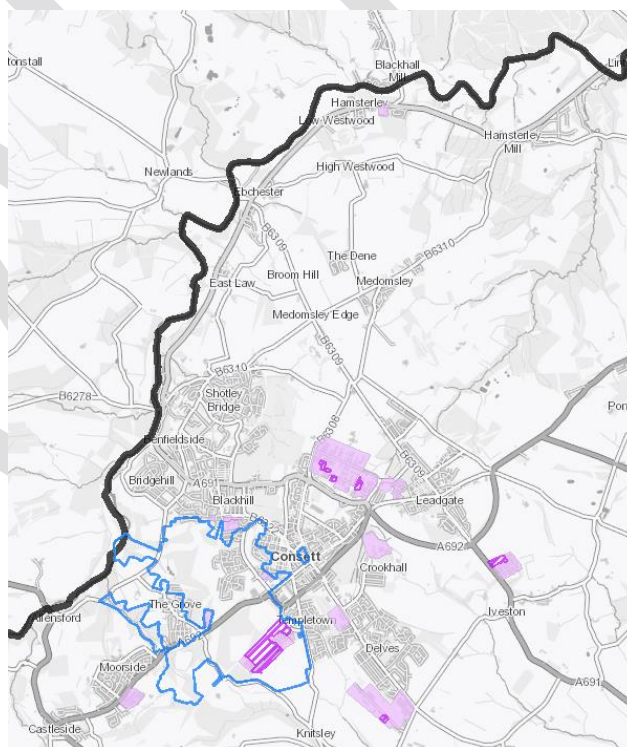 Blackhall
Mill
Hamsterley
Low Westwood
Hamsterley
Mill
High Westwood
Newlands
Ebchester
B6309
The Dene
B6310
Broom Hill
East Law
Medomsley
Medomsley Edge
B6309
B6310
B6278
Shotley
Bridge
B6308
Benfieldside
B6309
Bridgehill
A691
Blackhill
Leadgate
A692
Consett
Crookhall
The Grove
Iveston
Templetown
Delves
Moorside
A691
Castleside
Knitsley